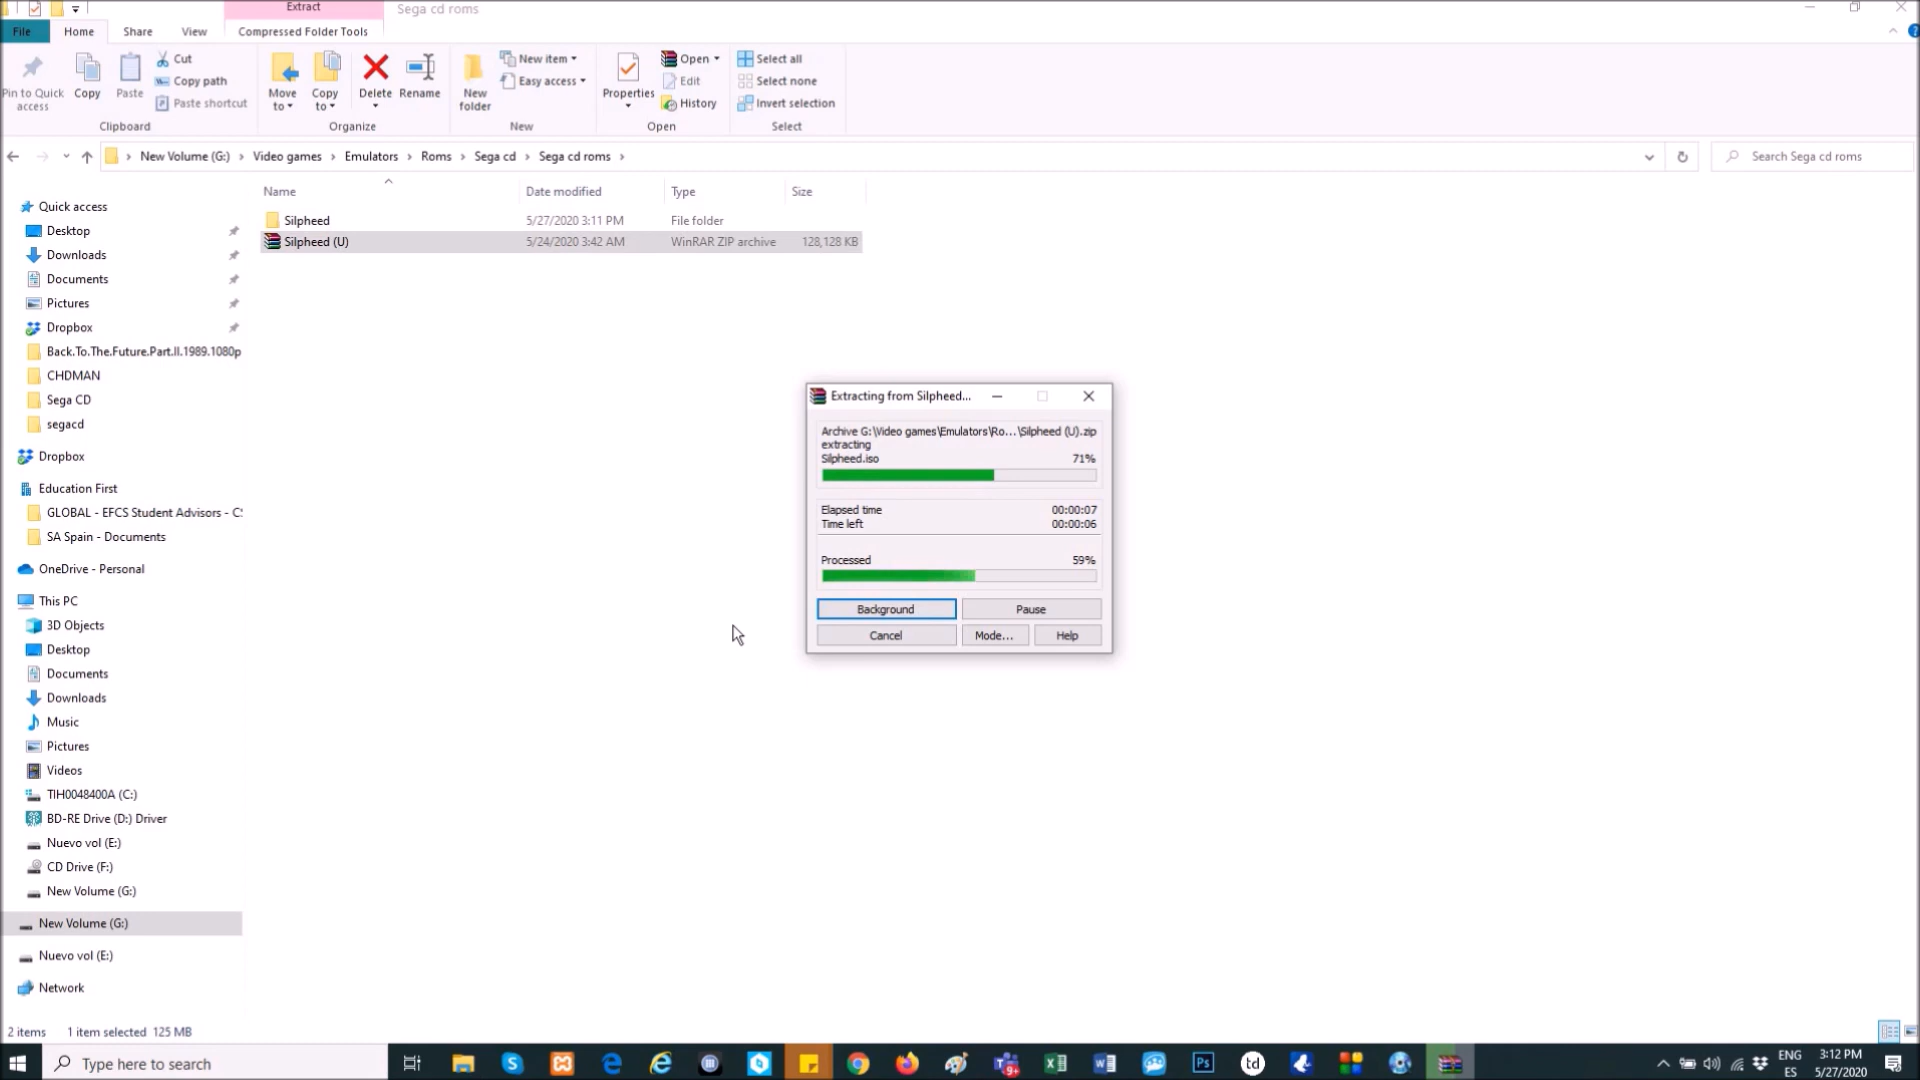 Extract
Sega cd roms
File
Home
Share
View
Compressed Folder Tools
Pin to Quick
access
Copy
Paste
Cut
Copy path
Paste shortcut
Move
to
Copy
to
Delete
Rename
New
folder
New item
Easy access
Properties
Open
Edit
History
Select all
Select none
Invert selection
Clipboard
Organize
New
Open
Select
New Volume (G:)
Video games
Emulators
Roms
Sega cd
Sega cd roms
Search Sega cd roms
Name
Date modified
Type
Size
Silpheed
5/27/2020 3:11 PM
File folder
Silpheed (U)
5/24/2020 3:42 AM
WinRAR ZIP archive
128,128 KB
Quick access
Desktop
Downloads
Documents
Pictures
Dropbox
Back.To.The.Future.Part.II.1989.1080p
CHDMAN
Sega CD
segacd
Dropbox
Education First
GLOBAL - EFCS Student Advisors - CS
SA Spain - Documents
OneDrive - Personal
This PC
3D Objects
Desktop
Documents
Downloads
Music
Pictures
Videos
TIH0048400A (C:)
BD-RE Drive (D:) Driver
Nuevo vol (E:)
CD Drive (F:)
New Volume (G:)
New Volume (G:)
Nuevo vol (E:)
Network
Extracting from Silpheed...
Archive G:\Video games\Emulators\Ro...\Silpheed (U).zip
extracting
Silpheed.iso 71%
Elapsed time 00:00:07
Time left 00:00:06
Processed 59%
Background
Pause
Cancel
Mode...
Help
2 items
1 item selected 125 MB
Type here to search
9+
Ps
td
ENG
ES
3:12 PM
5/27/2020